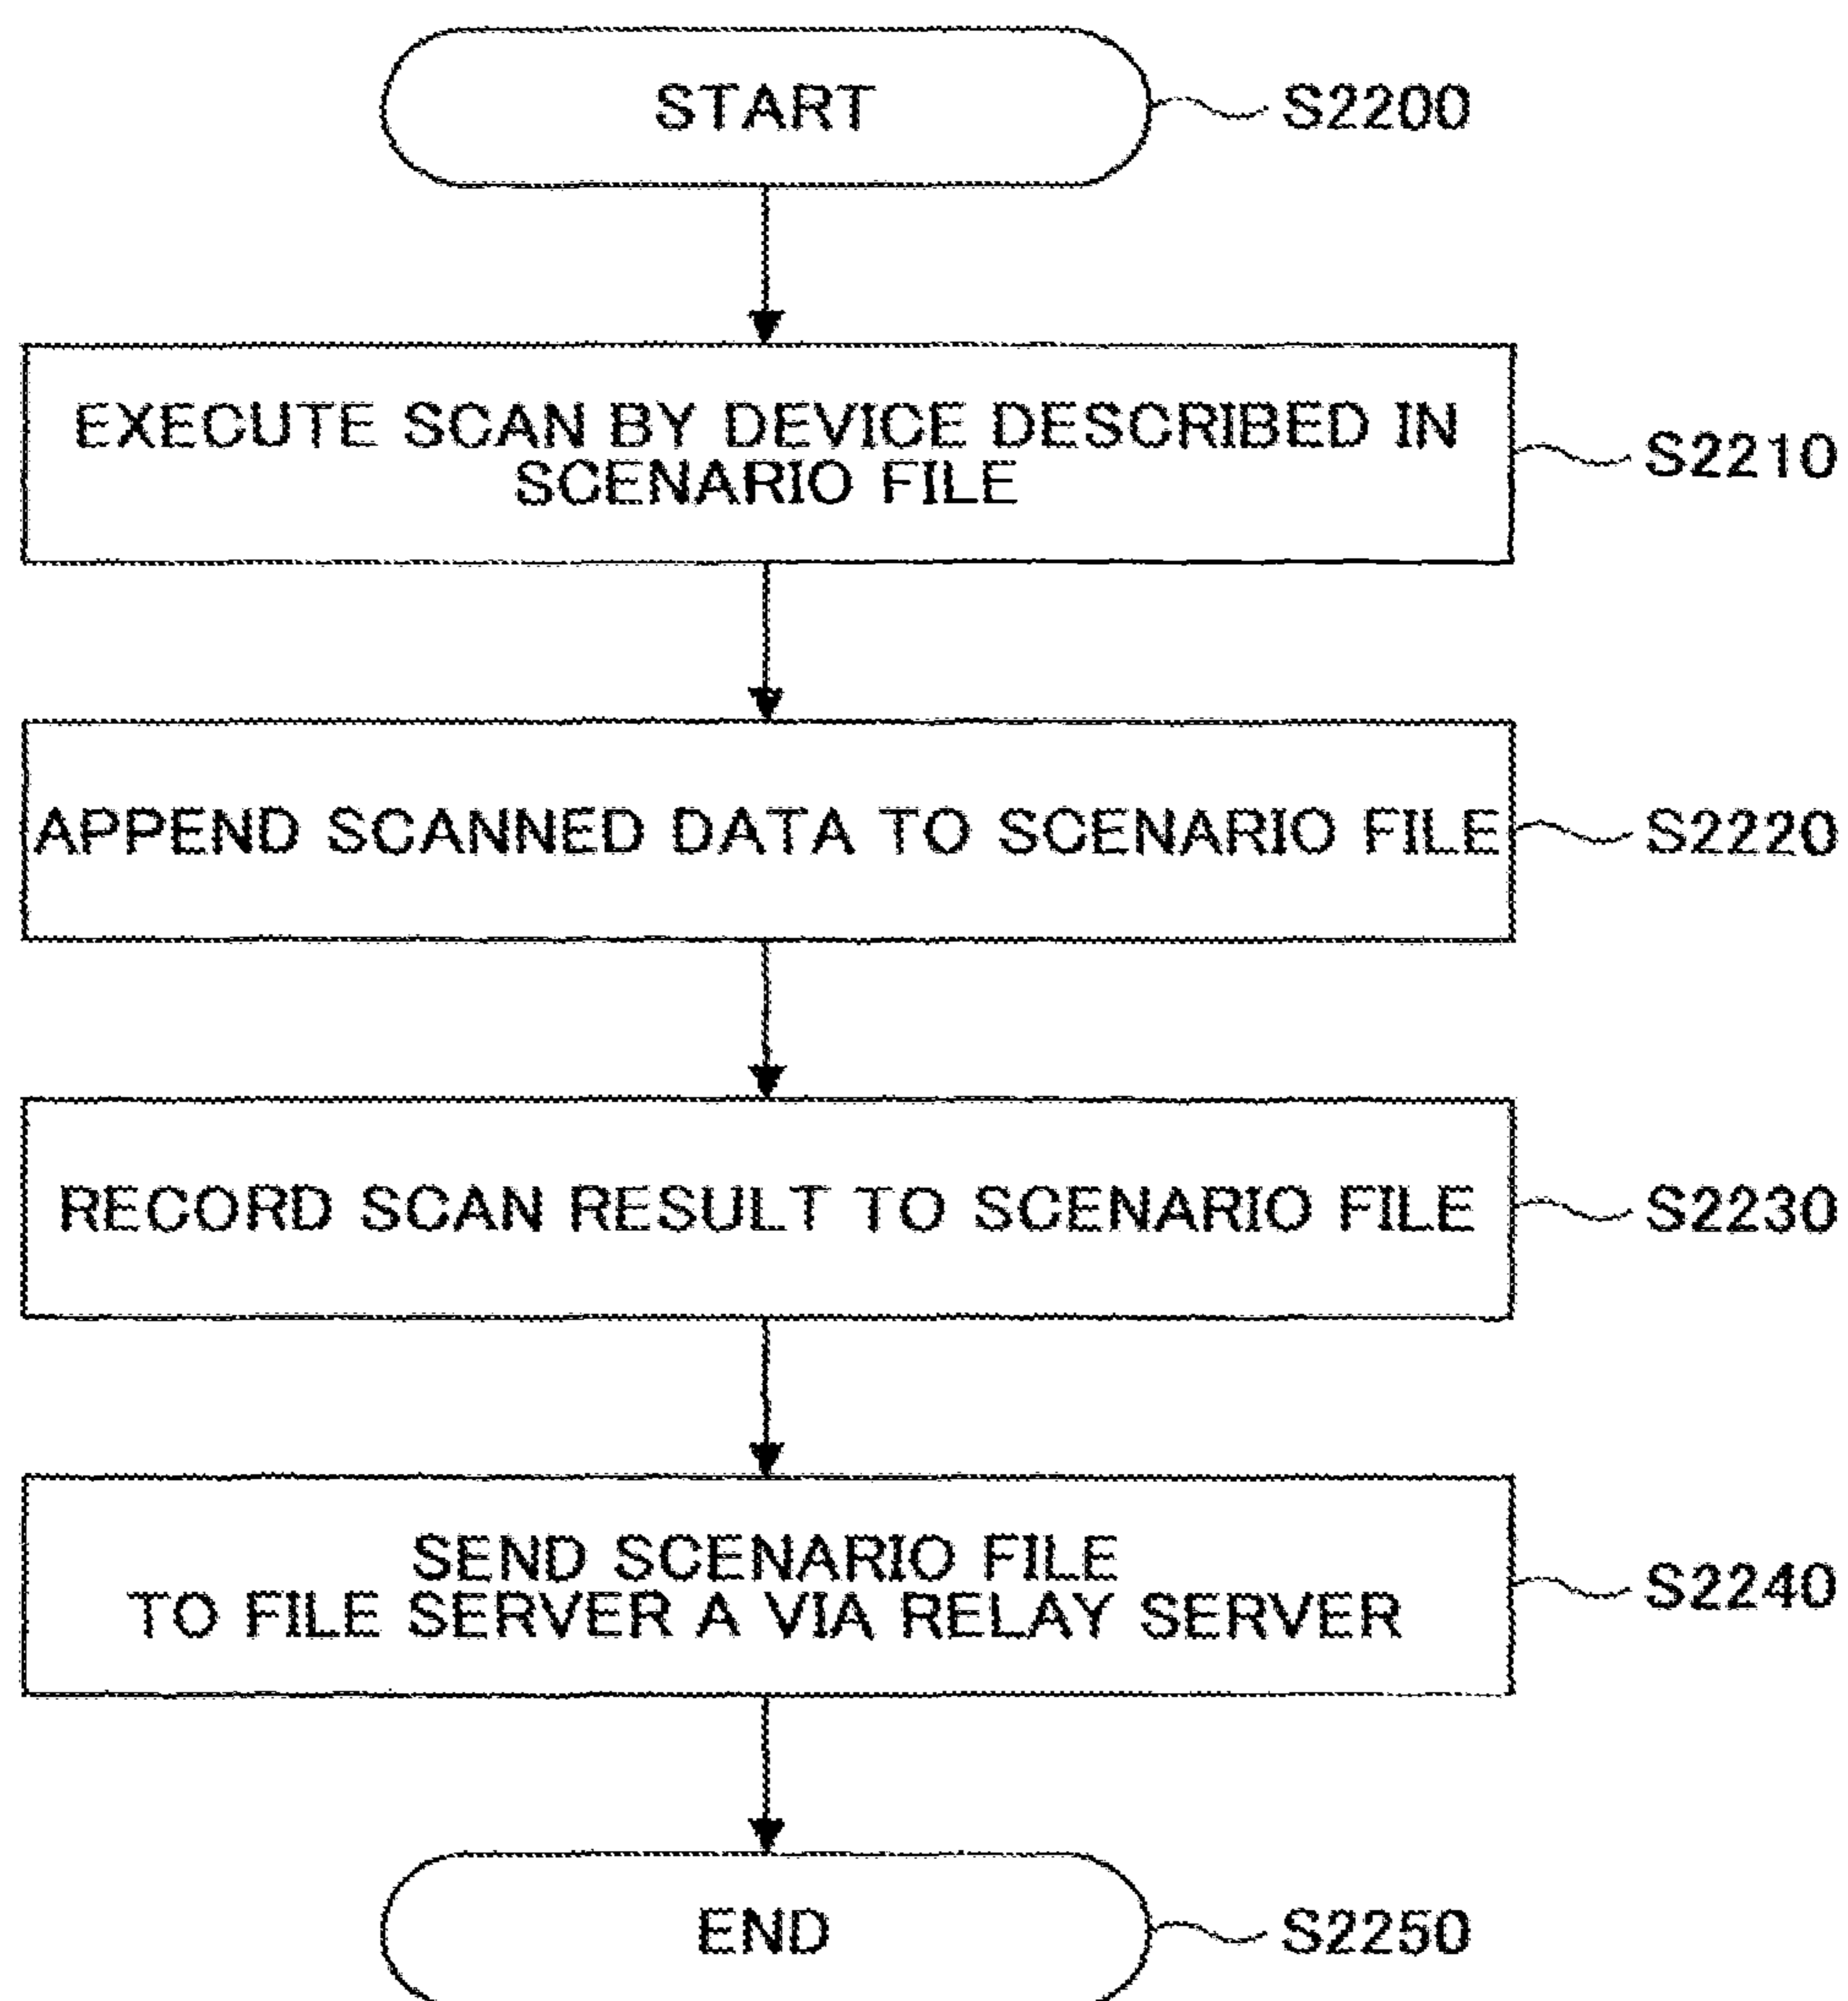 START
S2200
EXECUTE SCAN BY DEVICE DESCRIBED IN
SCENARIO FILE
S2210
APPEND SCANNED DATA TO SCENARIO FILE
S2220
RECORD SCAN RESULT TO SCENARIO FILE
S2230
SEND SCENARIO FILE
TO FILE SERVER A VIA RELAY SERVER
S2240
END
S2250